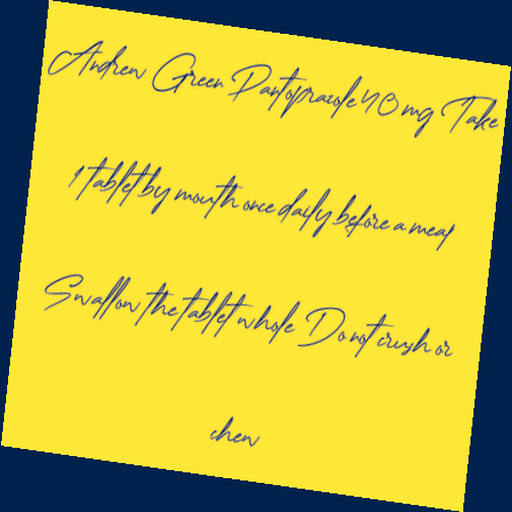 Andrew Green Pantoprazole 40 mg Take
1 tablet by mouth once daily before a meal
Swallow the tablet whole Do not crush or
chew